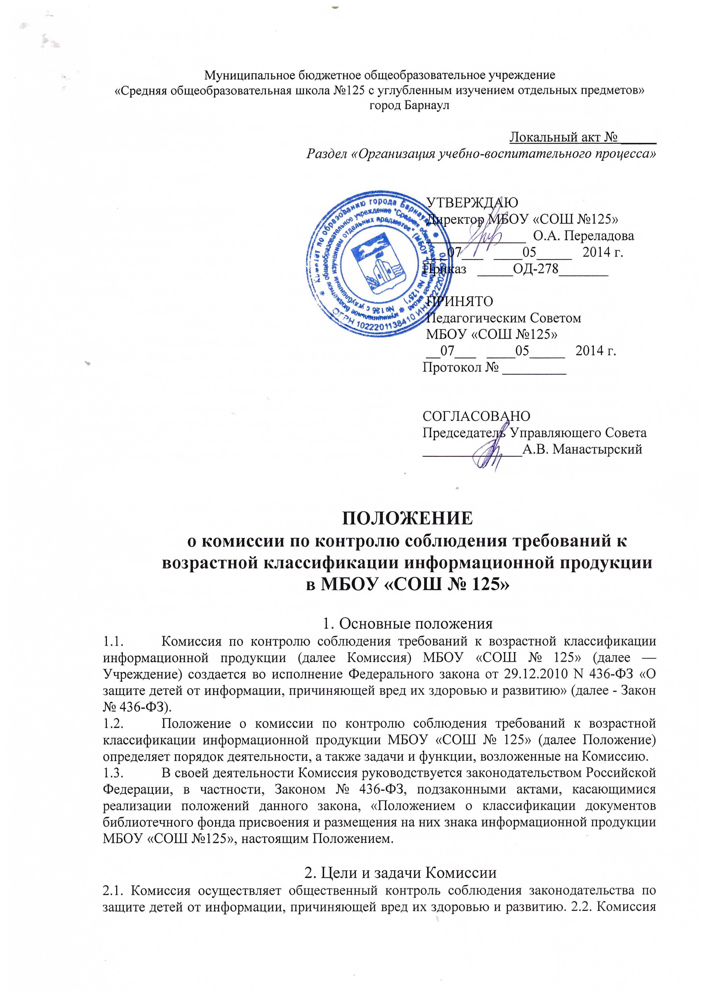 Муниципальное бюджетное общеобразовательное учреждение
«Средняя общеобразовательная школа №125 с углубленным изучением отдельных предметов»
город Барнаул
Локальный акт № _____
Раздел «Организация учебно-воспитательного процесса»
УТВЕРЖДАЮ
Директор МБОУ «СОШ №125»
______________ О.А. Переладова
___07___ ____05_____ 2014 г.
Приказ _____ОД-278_______
ПРИНЯТО
Педагогическим Советом
МБОУ «СОШ №125»
__07___ ____05_____ 2014 г.
Протокол № _________
СОГЛАСОВАНО
Председатель Управляющего Совета
______________А.В. Манастырский
Комитет по образованию города Барнаула
муниципальное бюджетное общеобразовательное учреждение "Средняя общеобразовательная школа
№125 с углубленным изучением отдельных предметов" (МБОУ "СОШ №125")
ОГРН 1022201138410 ИНН
ПОЛОЖЕНИЕ
о комиссии по контролю соблюдения требований к
возрастной классификации информационной продукции
в МБОУ «СОШ № 125»
1. Основные положения
1.1. Комиссия по контролю соблюдения требований к возрастной классификации
информационной продукции (далее Комиссия) МБОУ «СОШ № 125» (далее —
Учреждение) создается во исполнение Федерального закона от 29.12.2010 N 436-ФЗ «О
защите детей от информации, причиняющей вред их здоровью и развитию» (далее - Закон
№ 436-ФЗ).
1.2. Положение о комиссии по контролю соблюдения требований к возрастной
классификации информационной продукции МБОУ «СОШ № 125» (далее Положение)
определяет порядок деятельности, а также задачи и функции, возложенные на Комиссию.
1.3. В своей деятельности Комиссия руководствуется законодательством Российской
Федерации, в частности, Законом № 436-ФЗ, подзаконными актами, касающимися
реализации положений данного закона, «Положением о классификации документов
библиотечного фонда присвоения и размещения на них знака информационной продукции
МБОУ «СОШ №125», настоящим Положением.
2. Цели и задачи Комиссии
2.1. Комиссия осуществляет общественный контроль соблюдения законодательства по
защите детей от информации, причиняющей вред их здоровью и развитию. 2.2. Комиссия